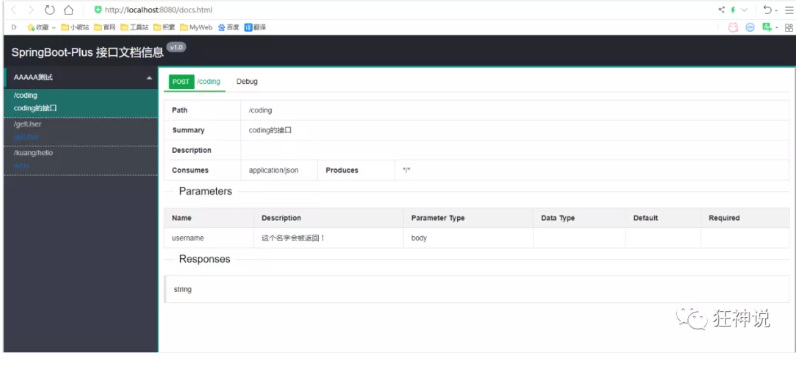 http://localhost:8080/docs.html
收藏 小破站 官网 工具站 积累 MyWeb 百度 翻译
SpringBoot-Plus 接口文档信息 v1.0
AAAAA测试
/coding
coding的接口
/getUser
/kuang/hello
POST /coding Debug
Path /coding
Summary coding的接口
Description
Consumes application/json Produces */*
Parameters
Name Description Parameter Type Data Type Default Required
username 这个名字会被返回！ body
Responses
string
狂神说